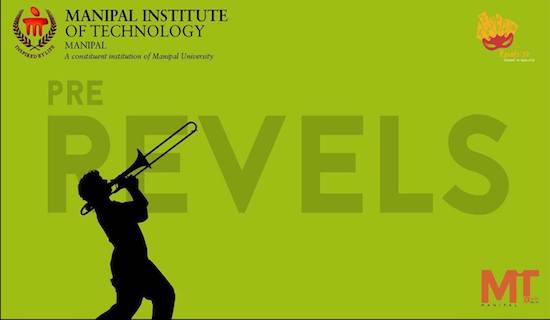 MANIPAL INSTITUTE
OF TECHNOLOGY
MANIPAL
A constituent institution of Manipal University
INSPIRED BY LIFE
PRE
REVELS
MIT
MANIPAL